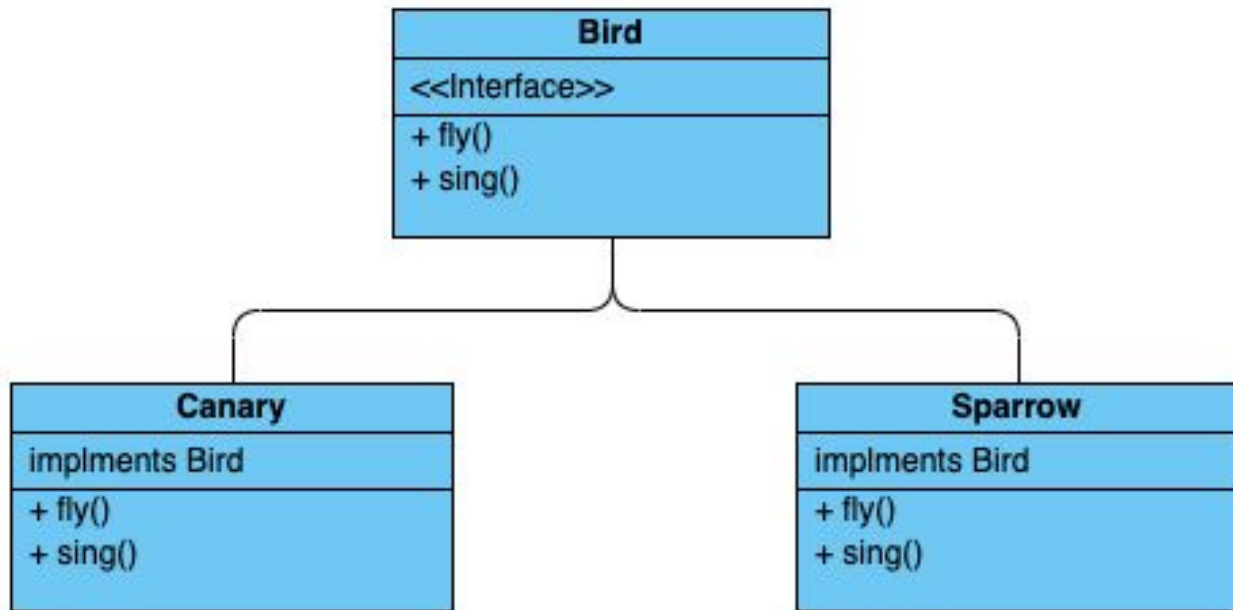 Bird
<<Interface>>
+ fly()
+ sing()
Canary
implments Bird
+ fly()
+ sing()
Sparrow
implments Bird
+ fly()
+ sing()